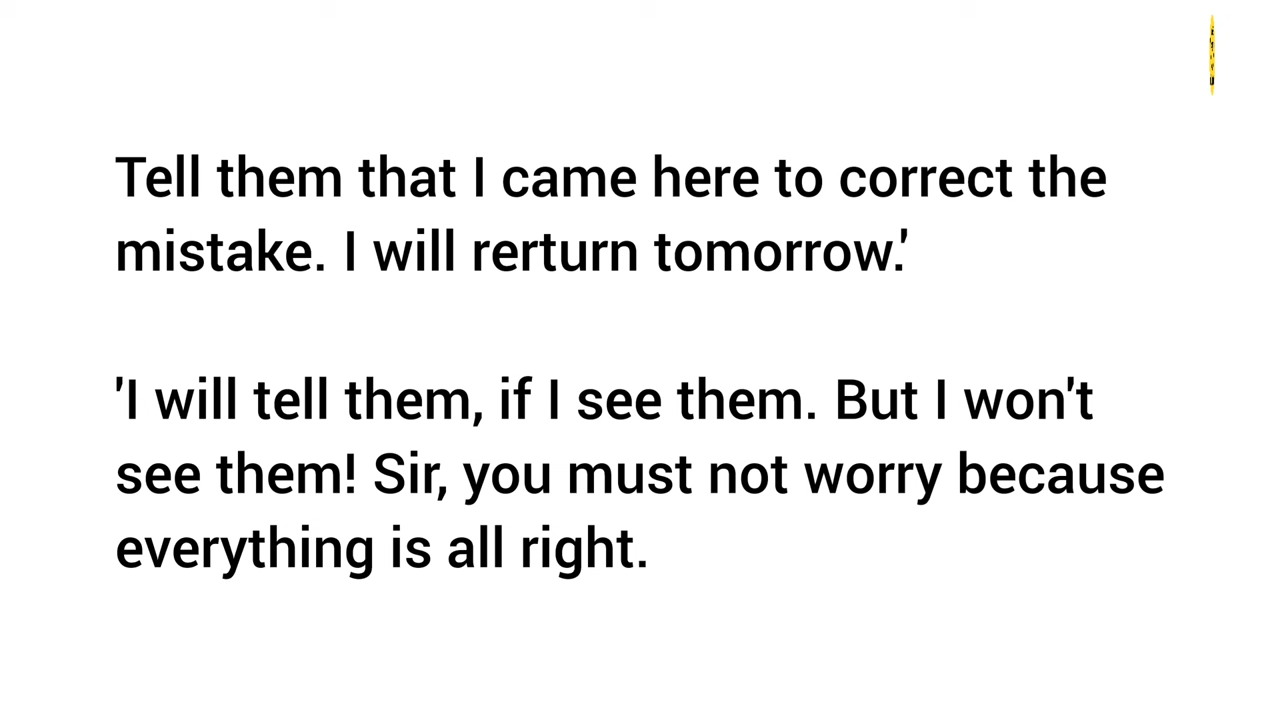 Tell them that I came here to correct the
mistake. I will rerturn tomorrow.'
'I will tell them, if I see them. But I won't
see them! Sir, you must not worry because
everything is all right.